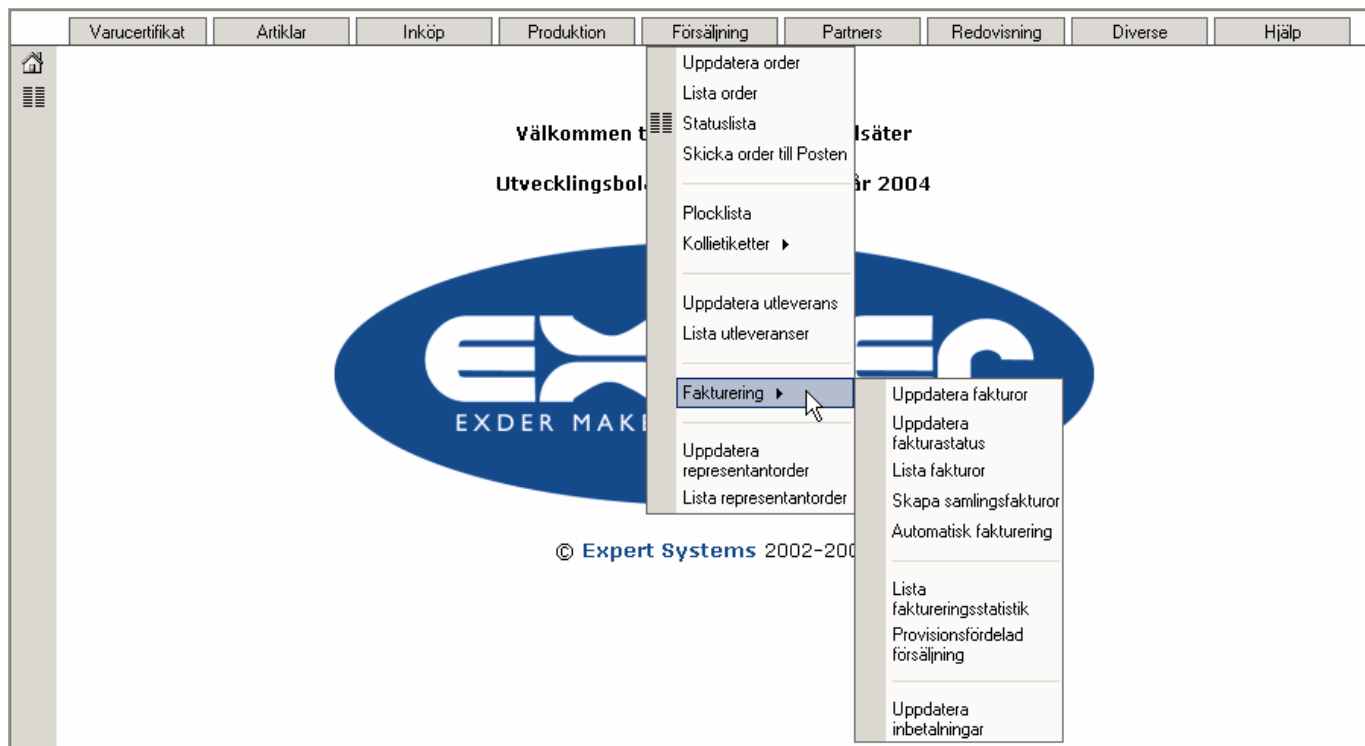 Varucertifikat Artiklar Inköp Produktion Försäljning Partners Redovisning Diverse Hjälp
Uppdatera order
Lista order
Välkommen t
Statuslista
lsäter
Skicka order till Posten
Utvecklingsbol
år 2004
Plocklista
Kollietiketter
Uppdatera utleverans
Lista utleveranser
Fakturering
EXDER MAKE
Uppdatera
representantorder
Lista representantorder
Uppdatera fakturor
Uppdatera
fakturastatus
Lista fakturor
Skapa samlingsfakturor
Automatisk fakturering
© Expert Systems 2002-200
Lista
faktureringsstatistik
Provisionsfördelad
försäljning
Uppdatera
inbetalningar